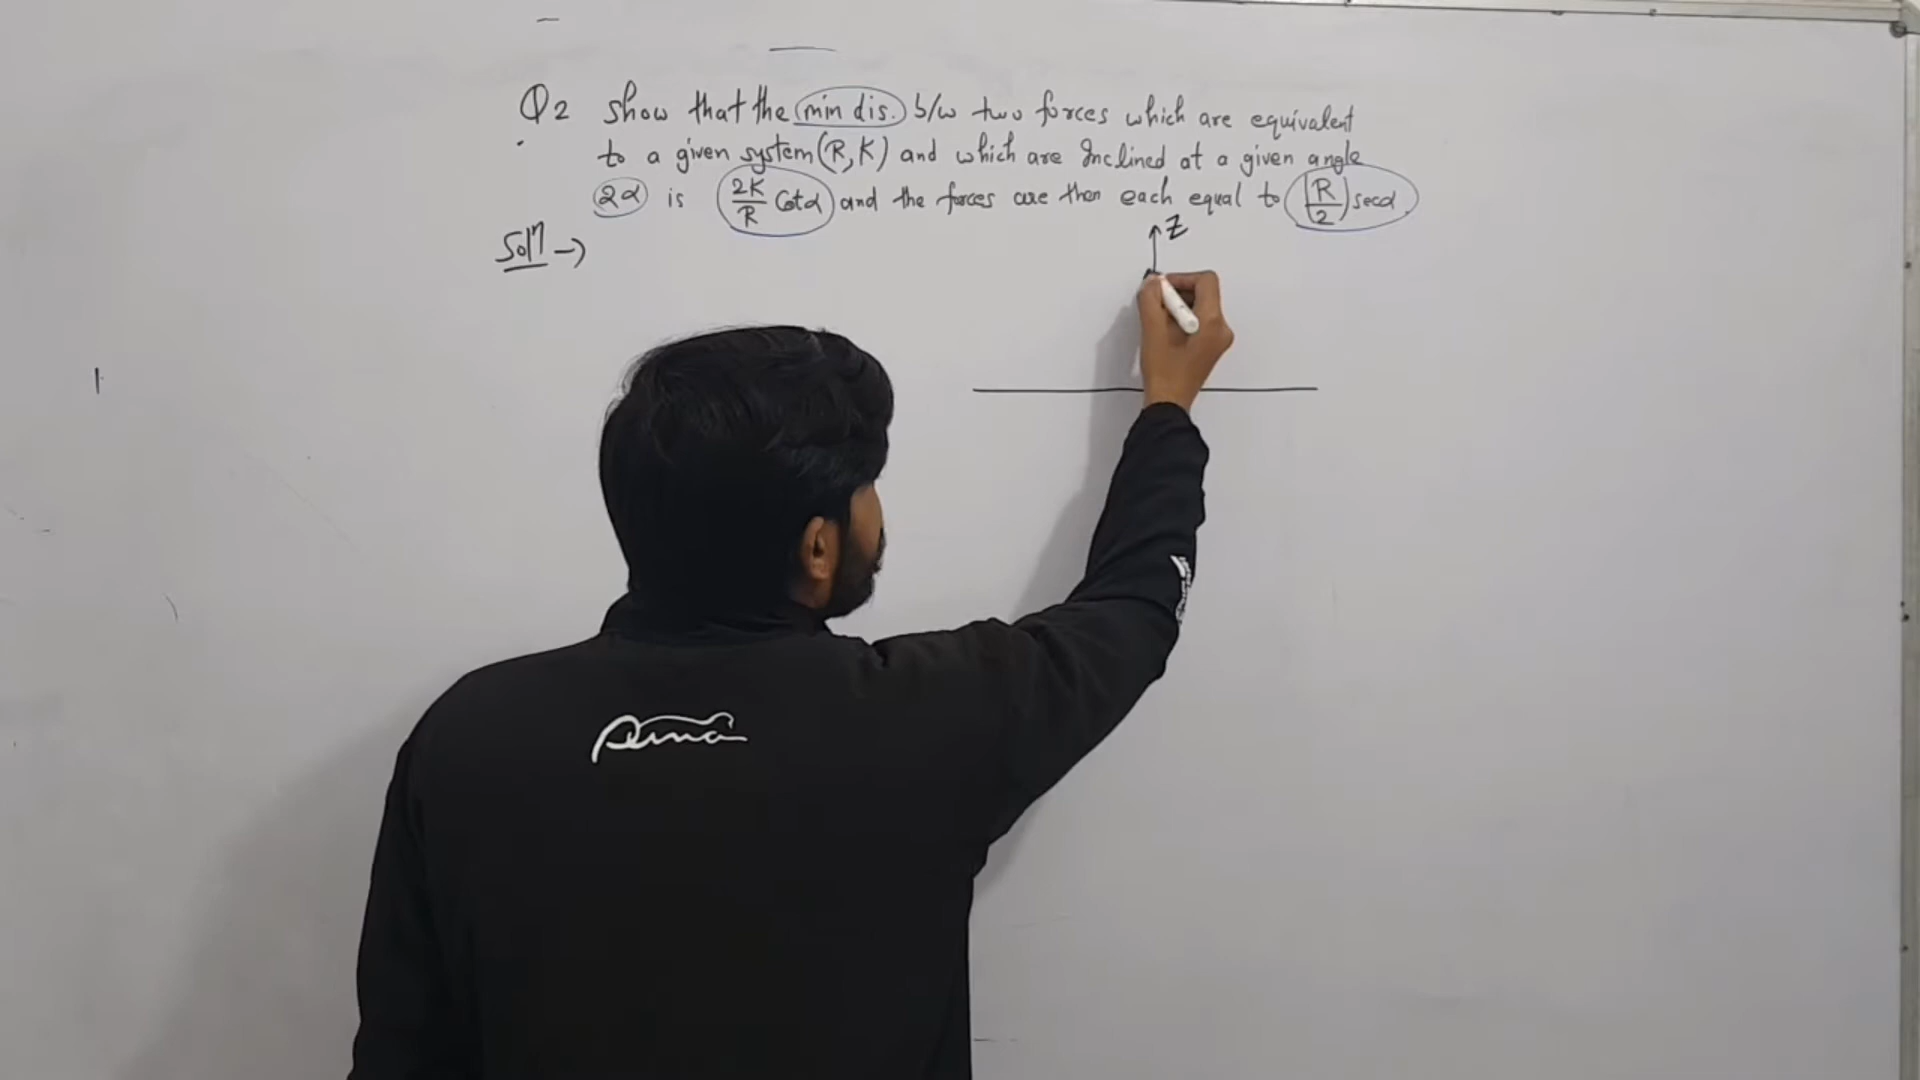 Q2 Show that the min dis. b/w two forces which are equivalent
to a given system (R, K) and which are Inclined at a given angle
2α is 2K/R Cotα and the forces are then each equal to (R/2) secα
Solⁿ →
Z